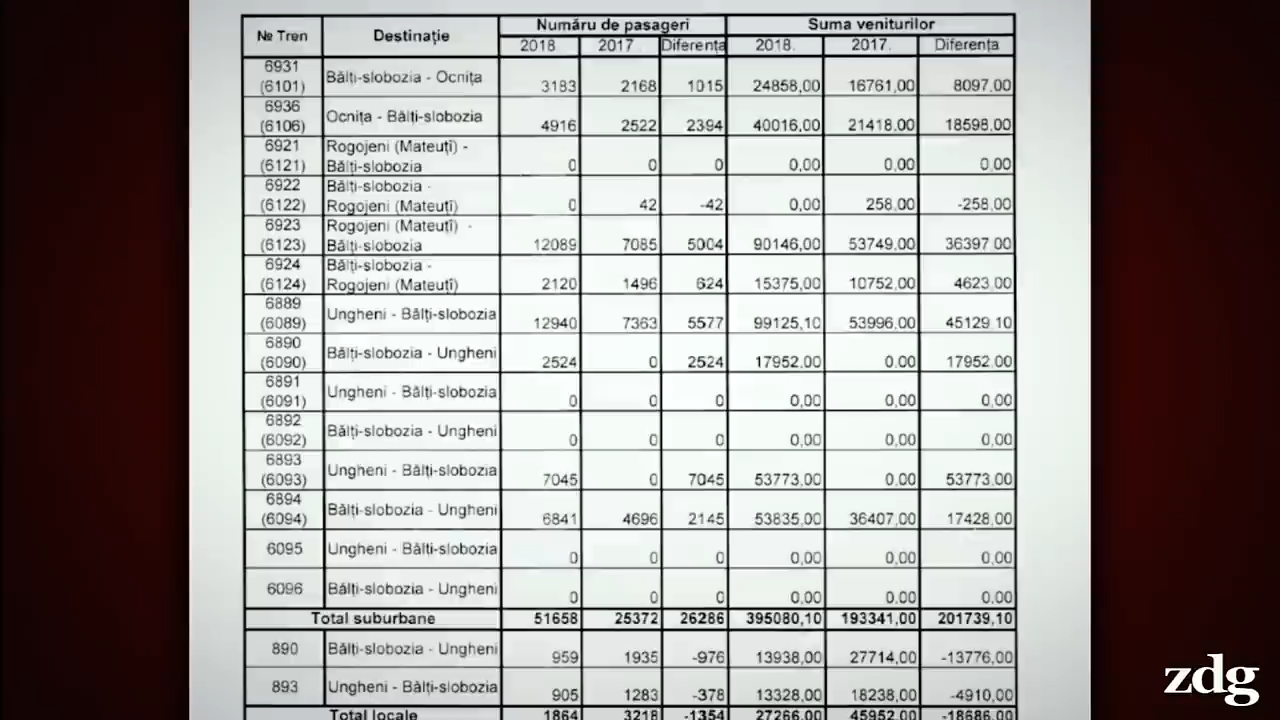 № Tren Destinație Număru de pasageri Suma veniturilor
2018 2017 Diferența 2018. 2017. Diferența
6931
(6101) Bălți-slobozia - Ocnița 3183 2168 1015 24858,00 16761,00 8097,00
6936
(6106) Ocnița - Bălți-slobozia 4916 2522 2394 40016,00 21418,00 18598,00
6921 Rogojeni (Mateuți) -
(6121) Bălți-slobozia 0 0 0 0,00 0,00 0,00
6922 Bălți-slobozia -
(6122) Rogojeni (Mateuți) 0 42 -42 0,00 258,00 -258,00
6923 Rogojeni (Mateuți) -
(6123) Bălți-slobozia 12089 7085 5004 90146,00 53749,00 36397,00
6924 Bălți-slobozia -
(6124) Rogojeni (Mateuți) 2120 1496 624 15375,00 10752,00 4623,00
6889
(6089) Ungheni - Bălți-slobozia 12940 7363 5577 99125,10 53996,00 45129,10
6890
(6090) Bălți-slobozia - Ungheni 2524 0 2524 17952,00 0,00 17952,00
6891
(6091) Ungheni - Bălți-slobozia 0 0 0 0,00 0,00 0,00
6892
(6092) Bălți-slobozia - Ungheni 0 0 0 0,00 0,00 0,00
6893
(6093) Ungheni - Bălți-slobozia 7045 0 7045 53773,00 0,00 53773,00
6894
(6094) Bălți-slobozia - Ungheni 6841 4696 2145 53835,00 36407,00 17428,00
6095 Ungheni - Bălți-slobozia 0 0 0 0,00 0,00 0,00
6096 Bălți-slobozia - Ungheni 0 0 0 0,00 0,00 0,00
Total suburbane 51658 25372 26286 395080,10 193341,00 201739,10
890 Bălți-slobozia - Ungheni 959 1935 -976 13938,00 27714,00 -13776,00
893 Ungheni - Bălți-slobozia 905 1283 -378 13328,00 18238,00 -4910,00
Total locale 1864 3218 -1354 27266,00 45952,00 -18686,00
zdg